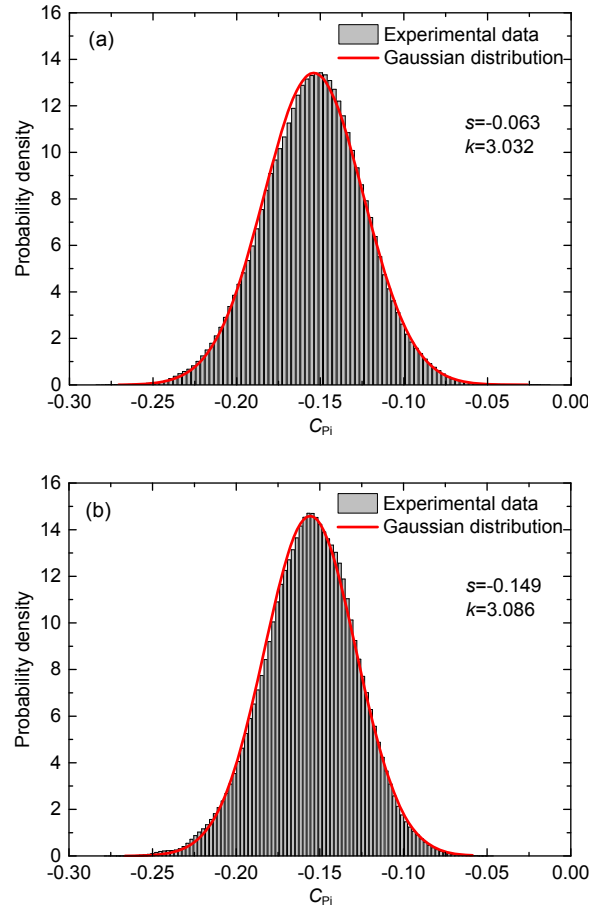 16
(a)
Experimental data
14
Gaussian distribution
12
s=-0.063
k=3.032
10
8
6
4
2
0
Probability density
-0.30 -0.25 -0.20 -0.15 -0.10 -0.05 0.00
CPi
16
(b)
Experimental data
14
Gaussian distribution
12
s=-0.149
k=3.086
10
8
6
4
2
0
Probability density
-0.30 -0.25 -0.20 -0.15 -0.10 -0.05 0.00
CPi